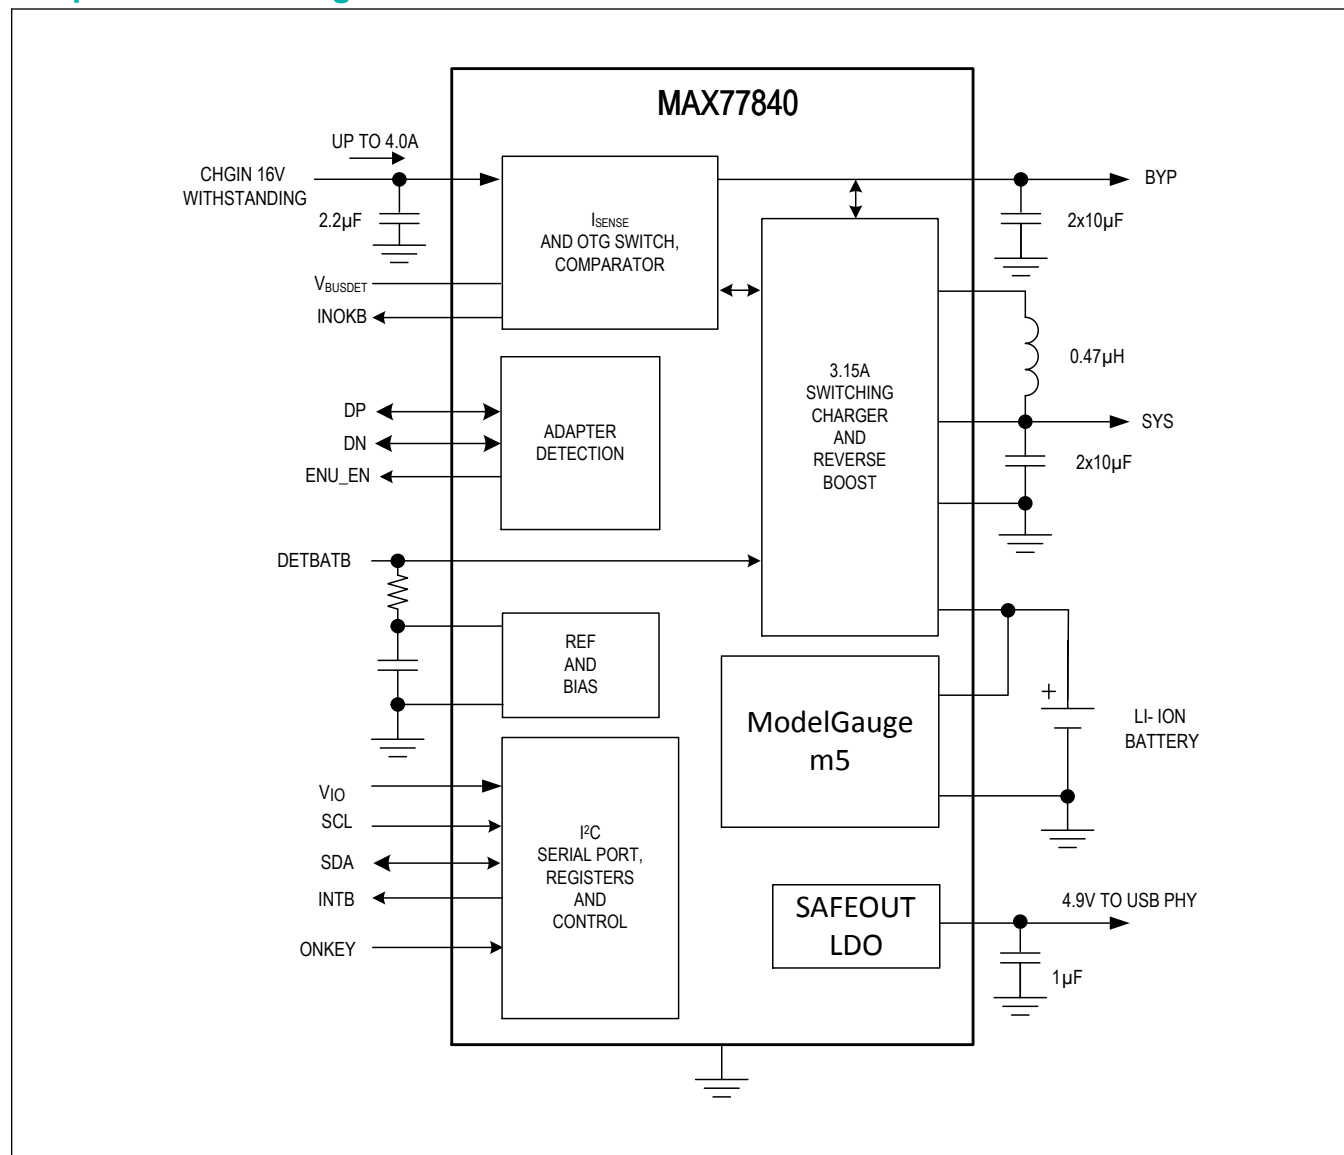 MAX77840
UP TO 4.0A
CHGIN 16V
WITHSTANDING
2.2µF
VBUSDET
INOKB
ISENSE
AND OTG SWITCH,
COMPARATOR
BYP
2x10µF
3.15A
SWITCHING
CHARGER
AND
REVERSE
BOOST
0.47µH
SYS
2x10µF
DP
DN
ENU_EN
ADAPTER
DETECTION
DETBATB
REF
AND
BIAS
ModelGauge
m5
+
LI- ION
BATTERY
VIO
SCL
SDA
INTB
ONKEY
I²C
SERIAL PORT,
REGISTERS
AND
CONTROL
SAFEOUT
LDO
4.9V TO USB PHY
1µF